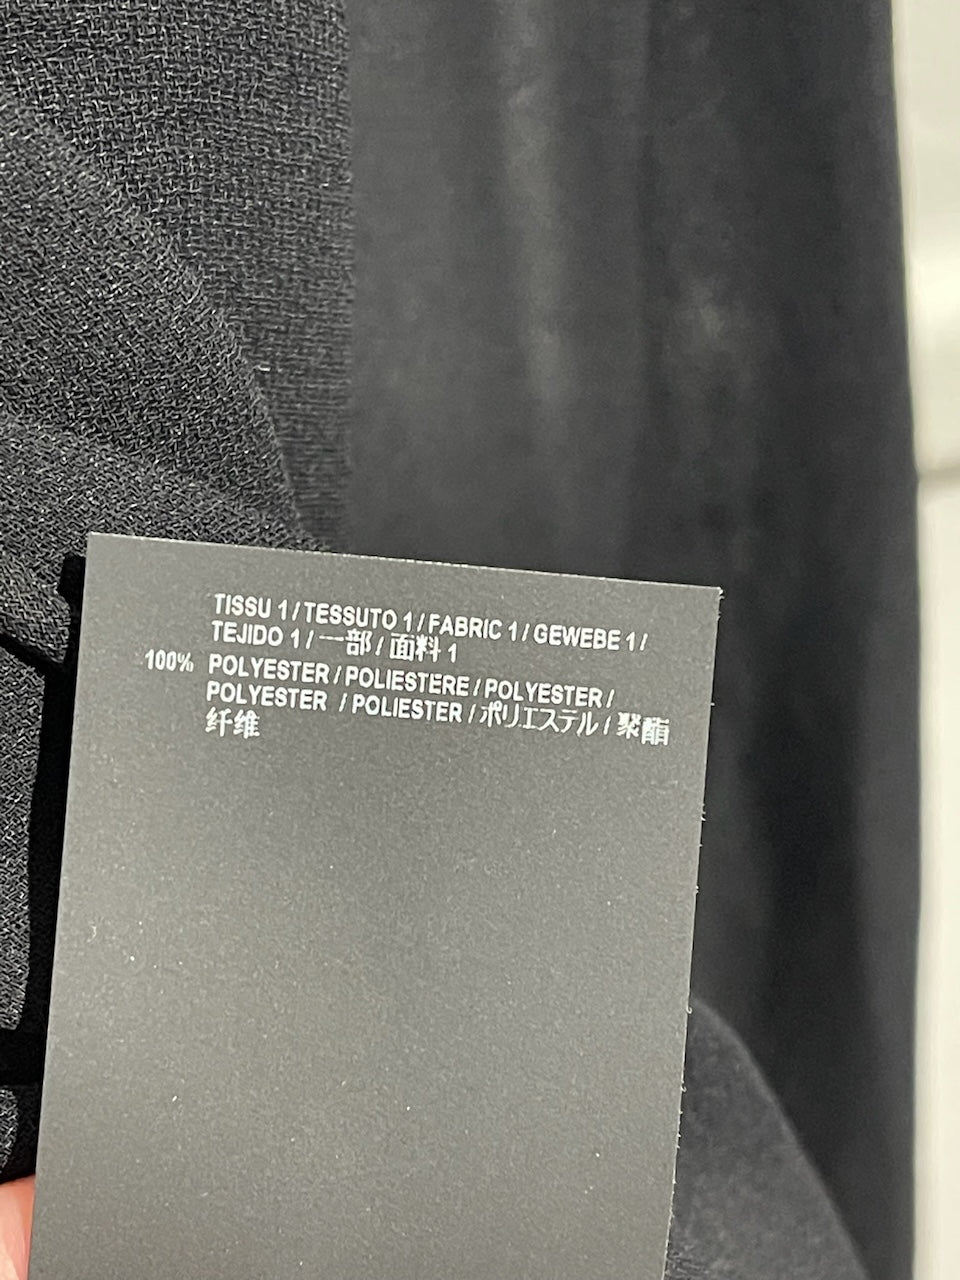 TISSU 1 / TESSUTO 1 / FABRIC 1 / GEWEBE 1 /
TEJIDO 1 / 一部 / 面料 1
100% POLYESTER / POLIESTERE / POLYESTER /
POLYESTER / POLIESTER / ポリエステル / 聚酯
纤维